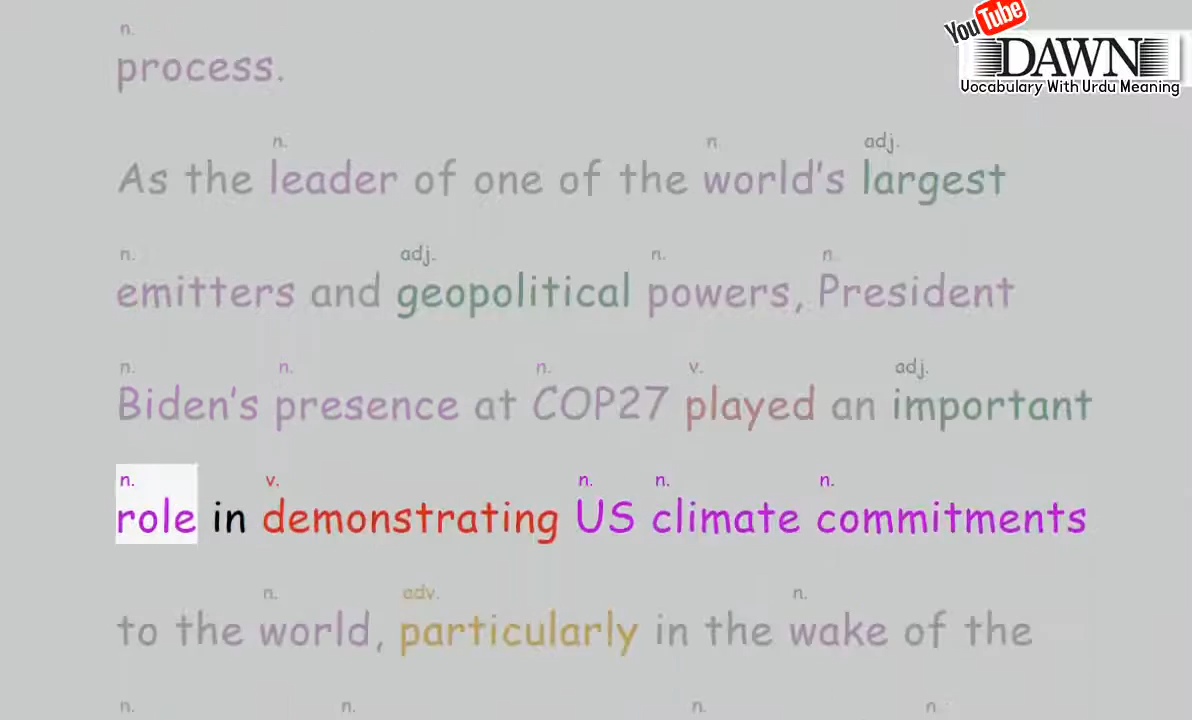 n.
process.
YouTube
DAWN
Vocabulary With Urdu Meaning
n. n. adj.
As the leader of one of the world's largest
n. adj. n. n.
emitters and geopolitical powers, President
n. n. n. v. adj.
Biden's presence at COP27 played an important
n. v. n. n. n.
role in demonstrating US climate commitments
n. adv. n.
to the world, particularly in the wake of the
n. n. n. n.